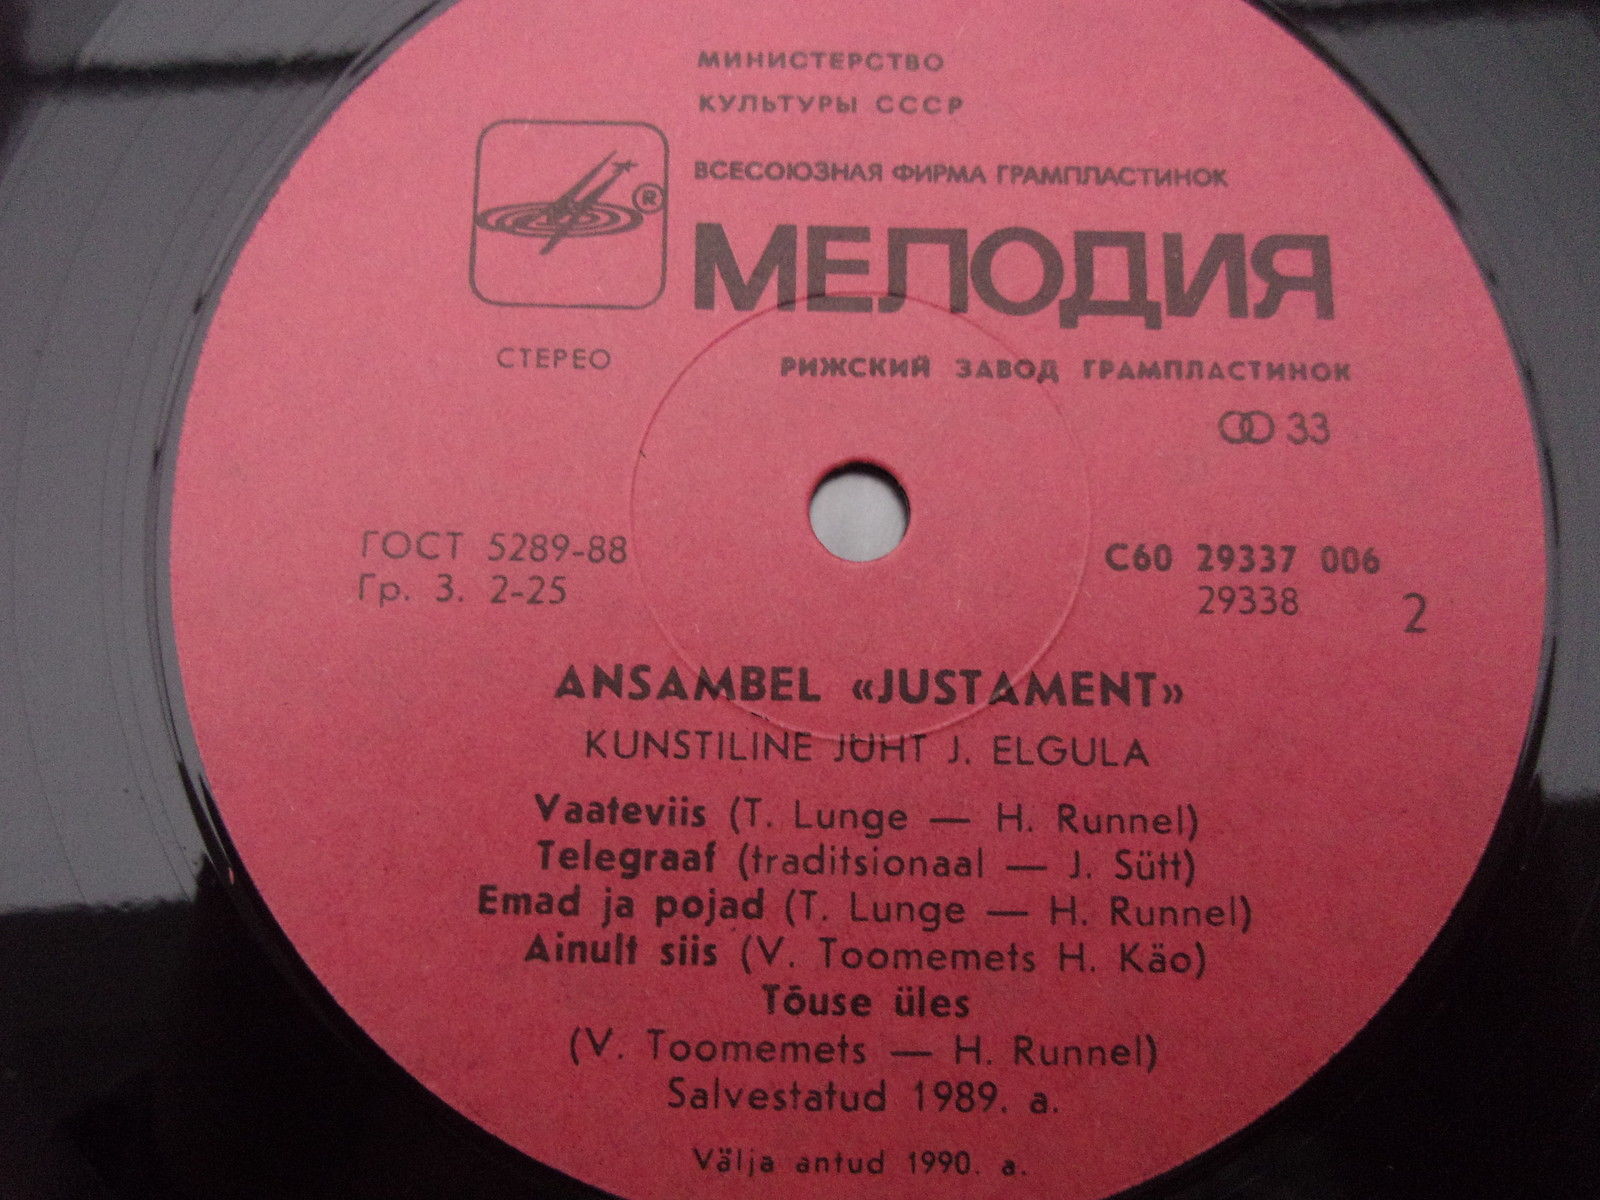 МИНИСТЕРСТВО
КУЛЬТУРЫ СССР
ВСЕСОЮЗНАЯ ФИРМА ГРАМПЛАСТИНОК
МЕЛОДИЯ
®
СТЕРЕО
РИЖСКИЙ ЗАВОД ГРАМПЛАСТИНОК
33
ГОСТ 5289-88
Гр. 3. 2-25
С60 29337 006
29338
2
ANSAMBEL «JUSTAMENT»
KUNSTILINE JUHT J. ELGULA
Vaateviis (T. Lunge — H. Runnel)
Telegraaf (traditsionaal — J. Sütt)
Emad ja pojad (T. Lunge — H. Runnel)
Ainult siis (V. Toomemets H. Käo)
Tõuse üles
(V. Toomemets — H. Runnel)
Salvestatud 1989. a.
Välja antud 1990. a.